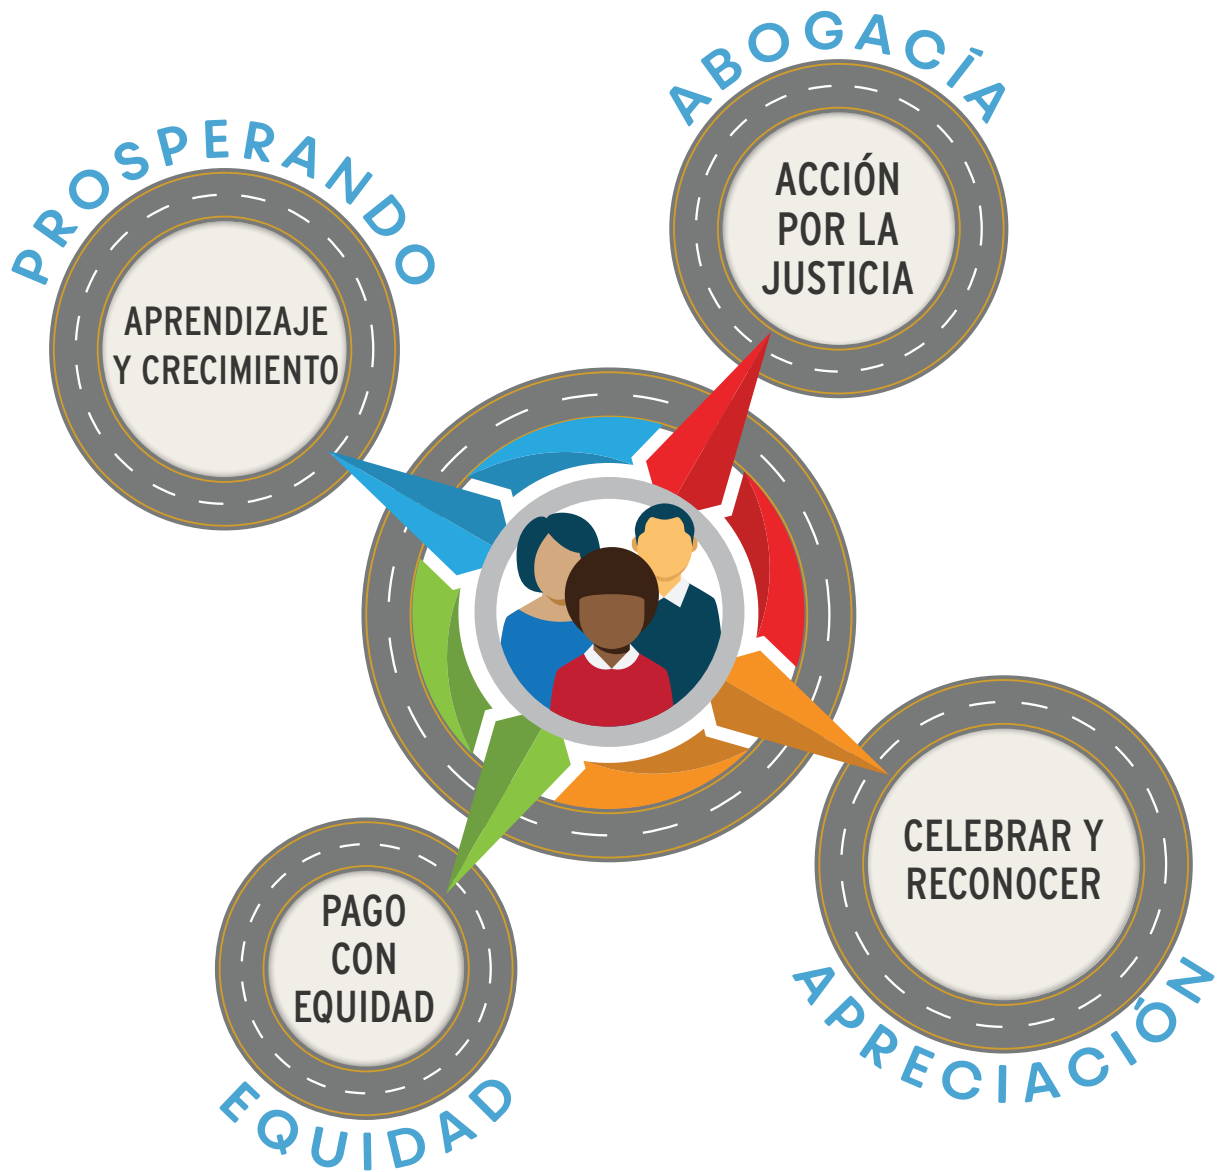 PROSPERANDO
APRENDIZAJE
Y CRECIMIENTO
ABOGACÍA
ACCIÓN
POR LA
JUSTICIA
CELEBRAR Y
RECONOCER
APRECIACIÓN
PAGO
CON
EQUIDAD
EQUIDAD